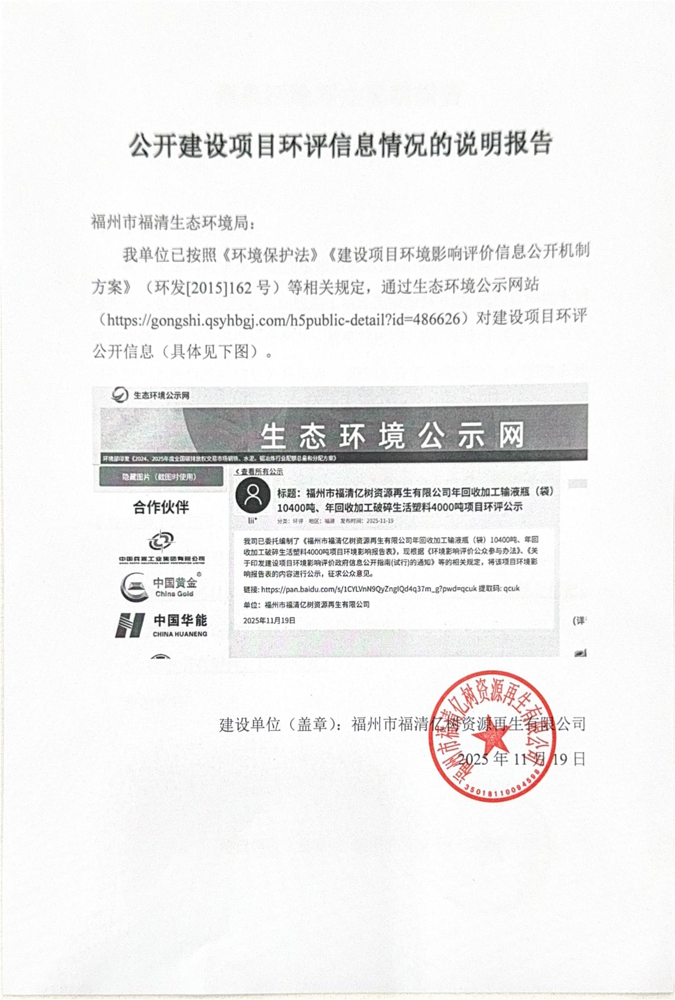 公开建设项目环评信息情况的说明报告
福州市福清生态环境局：
我单位已按照《环境保护法》《建设项目环境影响评价信息公开机制
方案》（环发[2015]162 号）等相关规定，通过生态环境公示网站
（https://gongshi.qsyhbgj.com/h5public-detail?id=486626）对建设项目环评
公开信息（具体见下图）。
生态环境公示网
生态环境公示网
环境部印发《2024、2025年度全国碳排放权交易市场钢铁、水泥、铝冶炼行业配额总量和分配方案》
隐藏图片（截图时使用）
合作伙伴
中国兵器工业集团有限公司
CHINA NORTH INDUSTRIES GROUP CORPORATION LIMITED
中国黄金®
China Gold
中国华能
CHINA HUANENG
<查看所有公示
标题：福州市福清亿树资源再生有限公司年回收加工输液瓶（袋）
10400吨、年回收加工破碎生活塑料4000吨项目环评公示
lii*
分类：环评 地区：福建 发布时间：2025-11-19
我司已委托编制了《福州市福清亿树资源再生有限公司年回收加工输液瓶（袋）10400吨、年回
收加工破碎生活塑料4000吨项目环境影响报告表》，现根据《环境影响评价公众参与办法》、《关
于印发建设项目环境影响评价政府信息公开指南(试行)的通知》等的相关规定，将该项目环境影
响报告表的内容进行公示，征求公众意见。
链接: https://pan.baidu.com/s/1CYLVnN9QyZngIQd4q37m_g?pwd=qcuk 提取码: qcuk
单位：福州市福清亿树资源再生有限公司
2025年11月19日
(详
建设单位（盖章）：福州市福清亿树资源再生有限公司
2025 年 11 月 19 日
福州市福清亿树资源再生有限公司
35018110094598